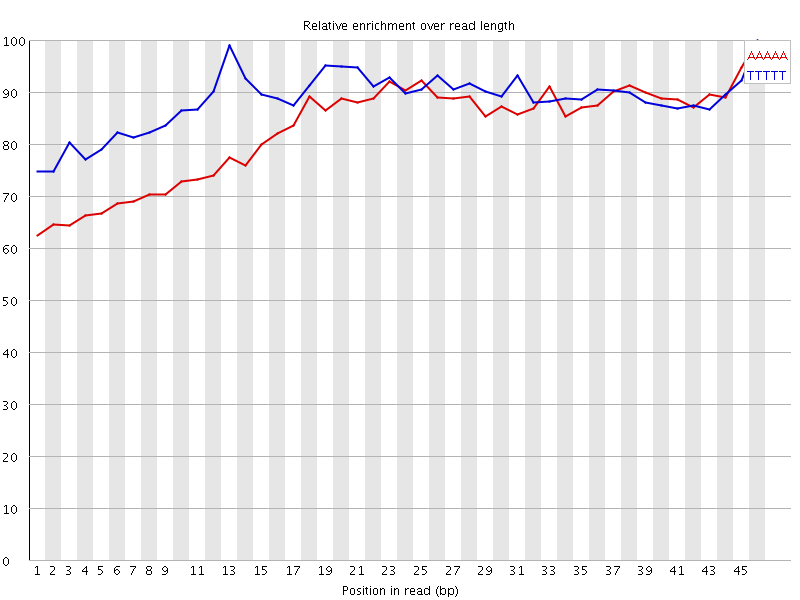 Relative enrichment over read length
100
90
80
70
60
50
40
30
20
10
0
AAAAA
TTTTT
1 2 3 4 5 6 7 8 9 11 13 15 17 19 21 23 25 27 29 31 33 35 37 39 41 43 45
Position in read (bp)